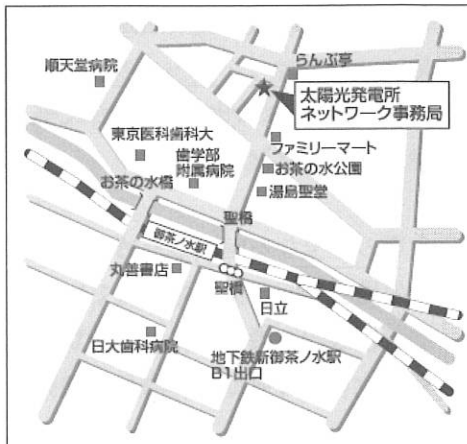 らんぶ亭
順天堂病院
太陽光発電所
ネットワーク事務局
東京医科歯科大
ファミリーマート
歯学部
附属病院
お茶の水公園
お茶の水橋
湯島聖堂
聖橋
御茶ノ水駅
丸善書店
聖橋
日立
日大歯科病院
地下鉄新御茶ノ水駅
B1出口